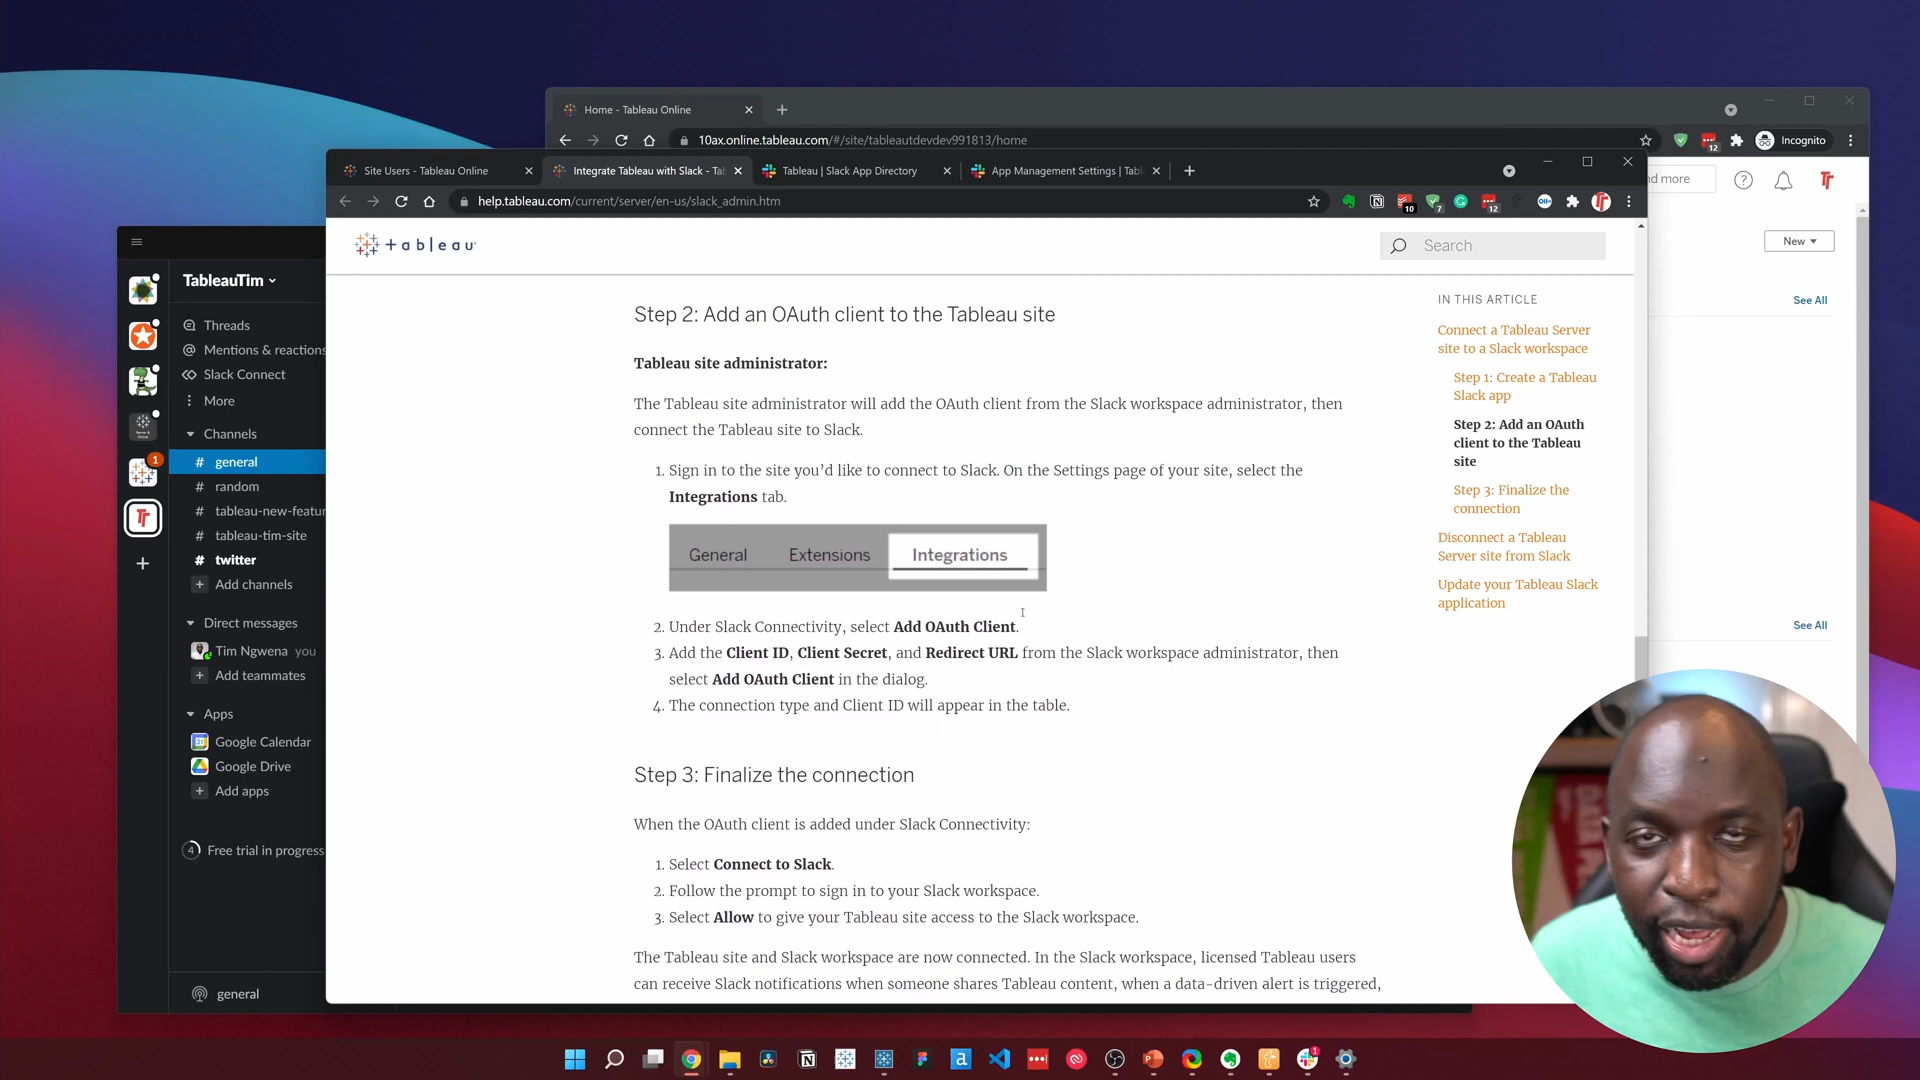 Home - Tableau Online
10ax.online.tableau.com/#/site/tableautdevdev991813/home
12
Incognito
Site Users - Tableau Online
Integrate Tableau with Slack - Tab
Tableau | Slack App Directory
App Management Settings | Tabl
help.tableau.com/current/server/en-us/slack_admin.htm
10
7
12
nd more
New
See All
See All
TableauTim
Threads
Mentions & reactions
Slack Connect
More
Channels
# general
# random
# tableau-new-featur
# tableau-tim-site
# twitter
+ Add channels
Direct messages
Tim Ngwena you
+ Add teammates
Apps
Google Calendar
Google Drive
+ Add apps
4 Free trial in progress
general
1
+tableau
Search
Step 2: Add an OAuth client to the Tableau site
Tableau site administrator:
The Tableau site administrator will add the OAuth client from the Slack workspace administrator, then
connect the Tableau site to Slack.
1. Sign in to the site you’d like to connect to Slack. On the Settings page of your site, select the
Integrations tab.
General Extensions Integrations
2. Under Slack Connectivity, select Add OAuth Client.
3. Add the Client ID, Client Secret, and Redirect URL from the Slack workspace administrator, then
select Add OAuth Client in the dialog.
4. The connection type and Client ID will appear in the table.
Step 3: Finalize the connection
When the OAuth client is added under Slack Connectivity:
1. Select Connect to Slack.
2. Follow the prompt to sign in to your Slack workspace.
3. Select Allow to give your Tableau site access to the Slack workspace.
The Tableau site and Slack workspace are now connected. In the Slack workspace, licensed Tableau users
can receive Slack notifications when someone shares Tableau content, when a data-driven alert is triggered,
IN THIS ARTICLE
Connect a Tableau Server
site to a Slack workspace
Step 1: Create a Tableau
Slack app
Step 2: Add an OAuth
client to the Tableau
site
Step 3: Finalize the
connection
Disconnect a Tableau
Server site from Slack
Update your Tableau Slack
application